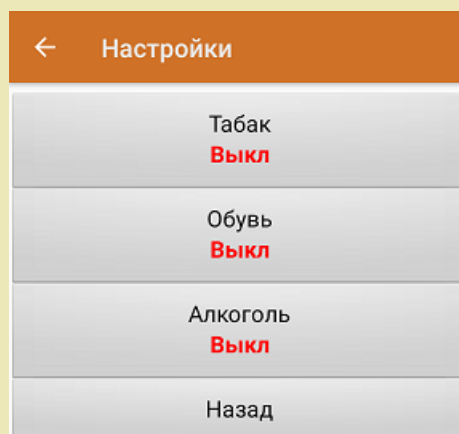 Настройки
Табак
Выкл
Обувь
Выкл
Алкоголь
Выкл
Назад